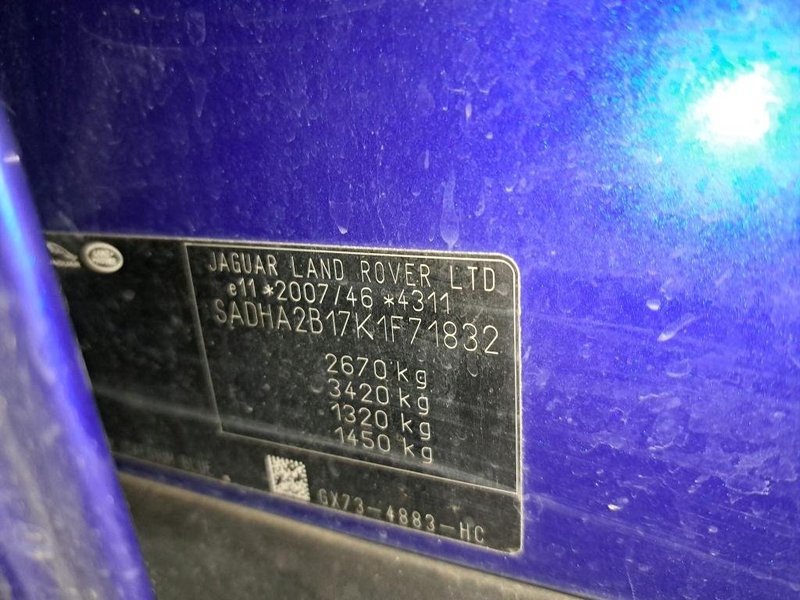 JAGUAR LAND ROVER LTD
e11*2007/46*4311
SADHA2B17K1F71832
2670 kg
3420 kg
1320 kg
1450 kg
GX73-4883-HC